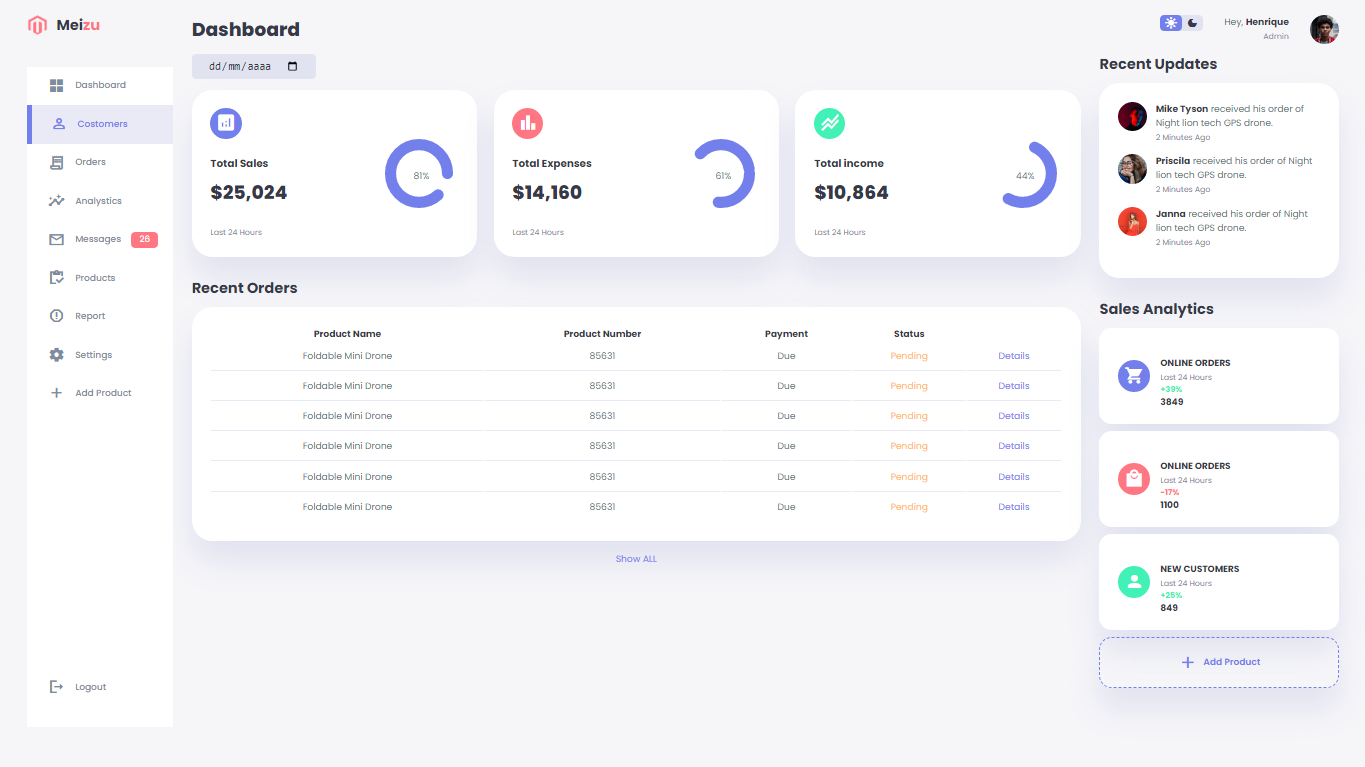 Meizu
Dashboard
Costomers
Orders
Analystics
Messages 26
Products
Report
Settings
Add Product
Logout
Dashboard
dd/mm/aaaa
Total Sales
$25,024
81%
Last 24 Hours
Total Expenses
$14,160
61%
Last 24 Hours
Total income
$10,864
44%
Last 24 Hours
Recent Orders
Product Name Product Number Payment Status
Foldable Mini Drone 85631 Due Pending Details
Foldable Mini Drone 85631 Due Pending Details
Foldable Mini Drone 85631 Due Pending Details
Foldable Mini Drone 85631 Due Pending Details
Foldable Mini Drone 85631 Due Pending Details
Foldable Mini Drone 85631 Due Pending Details
Show ALL
Hey, Henrique
Admin
Recent Updates
Mike Tyson received his order of
Night lion tech GPS drone.
2 Minutes Ago
Priscila received his order of Night
lion tech GPS drone.
2 Minutes Ago
Janna received his order of Night
lion tech GPS drone.
2 Minutes Ago
Sales Analytics
ONLINE ORDERS
Last 24 Hours
+39%
3849
ONLINE ORDERS
Last 24 Hours
-17%
1100
NEW CUSTOMERS
Last 24 Hours
+25%
849
Add Product